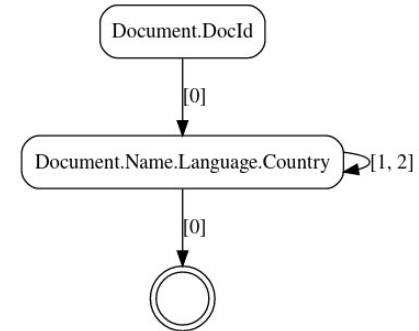 Document.DocId
[0]
Document.Name.Language.Country
[1, 2]
[0]